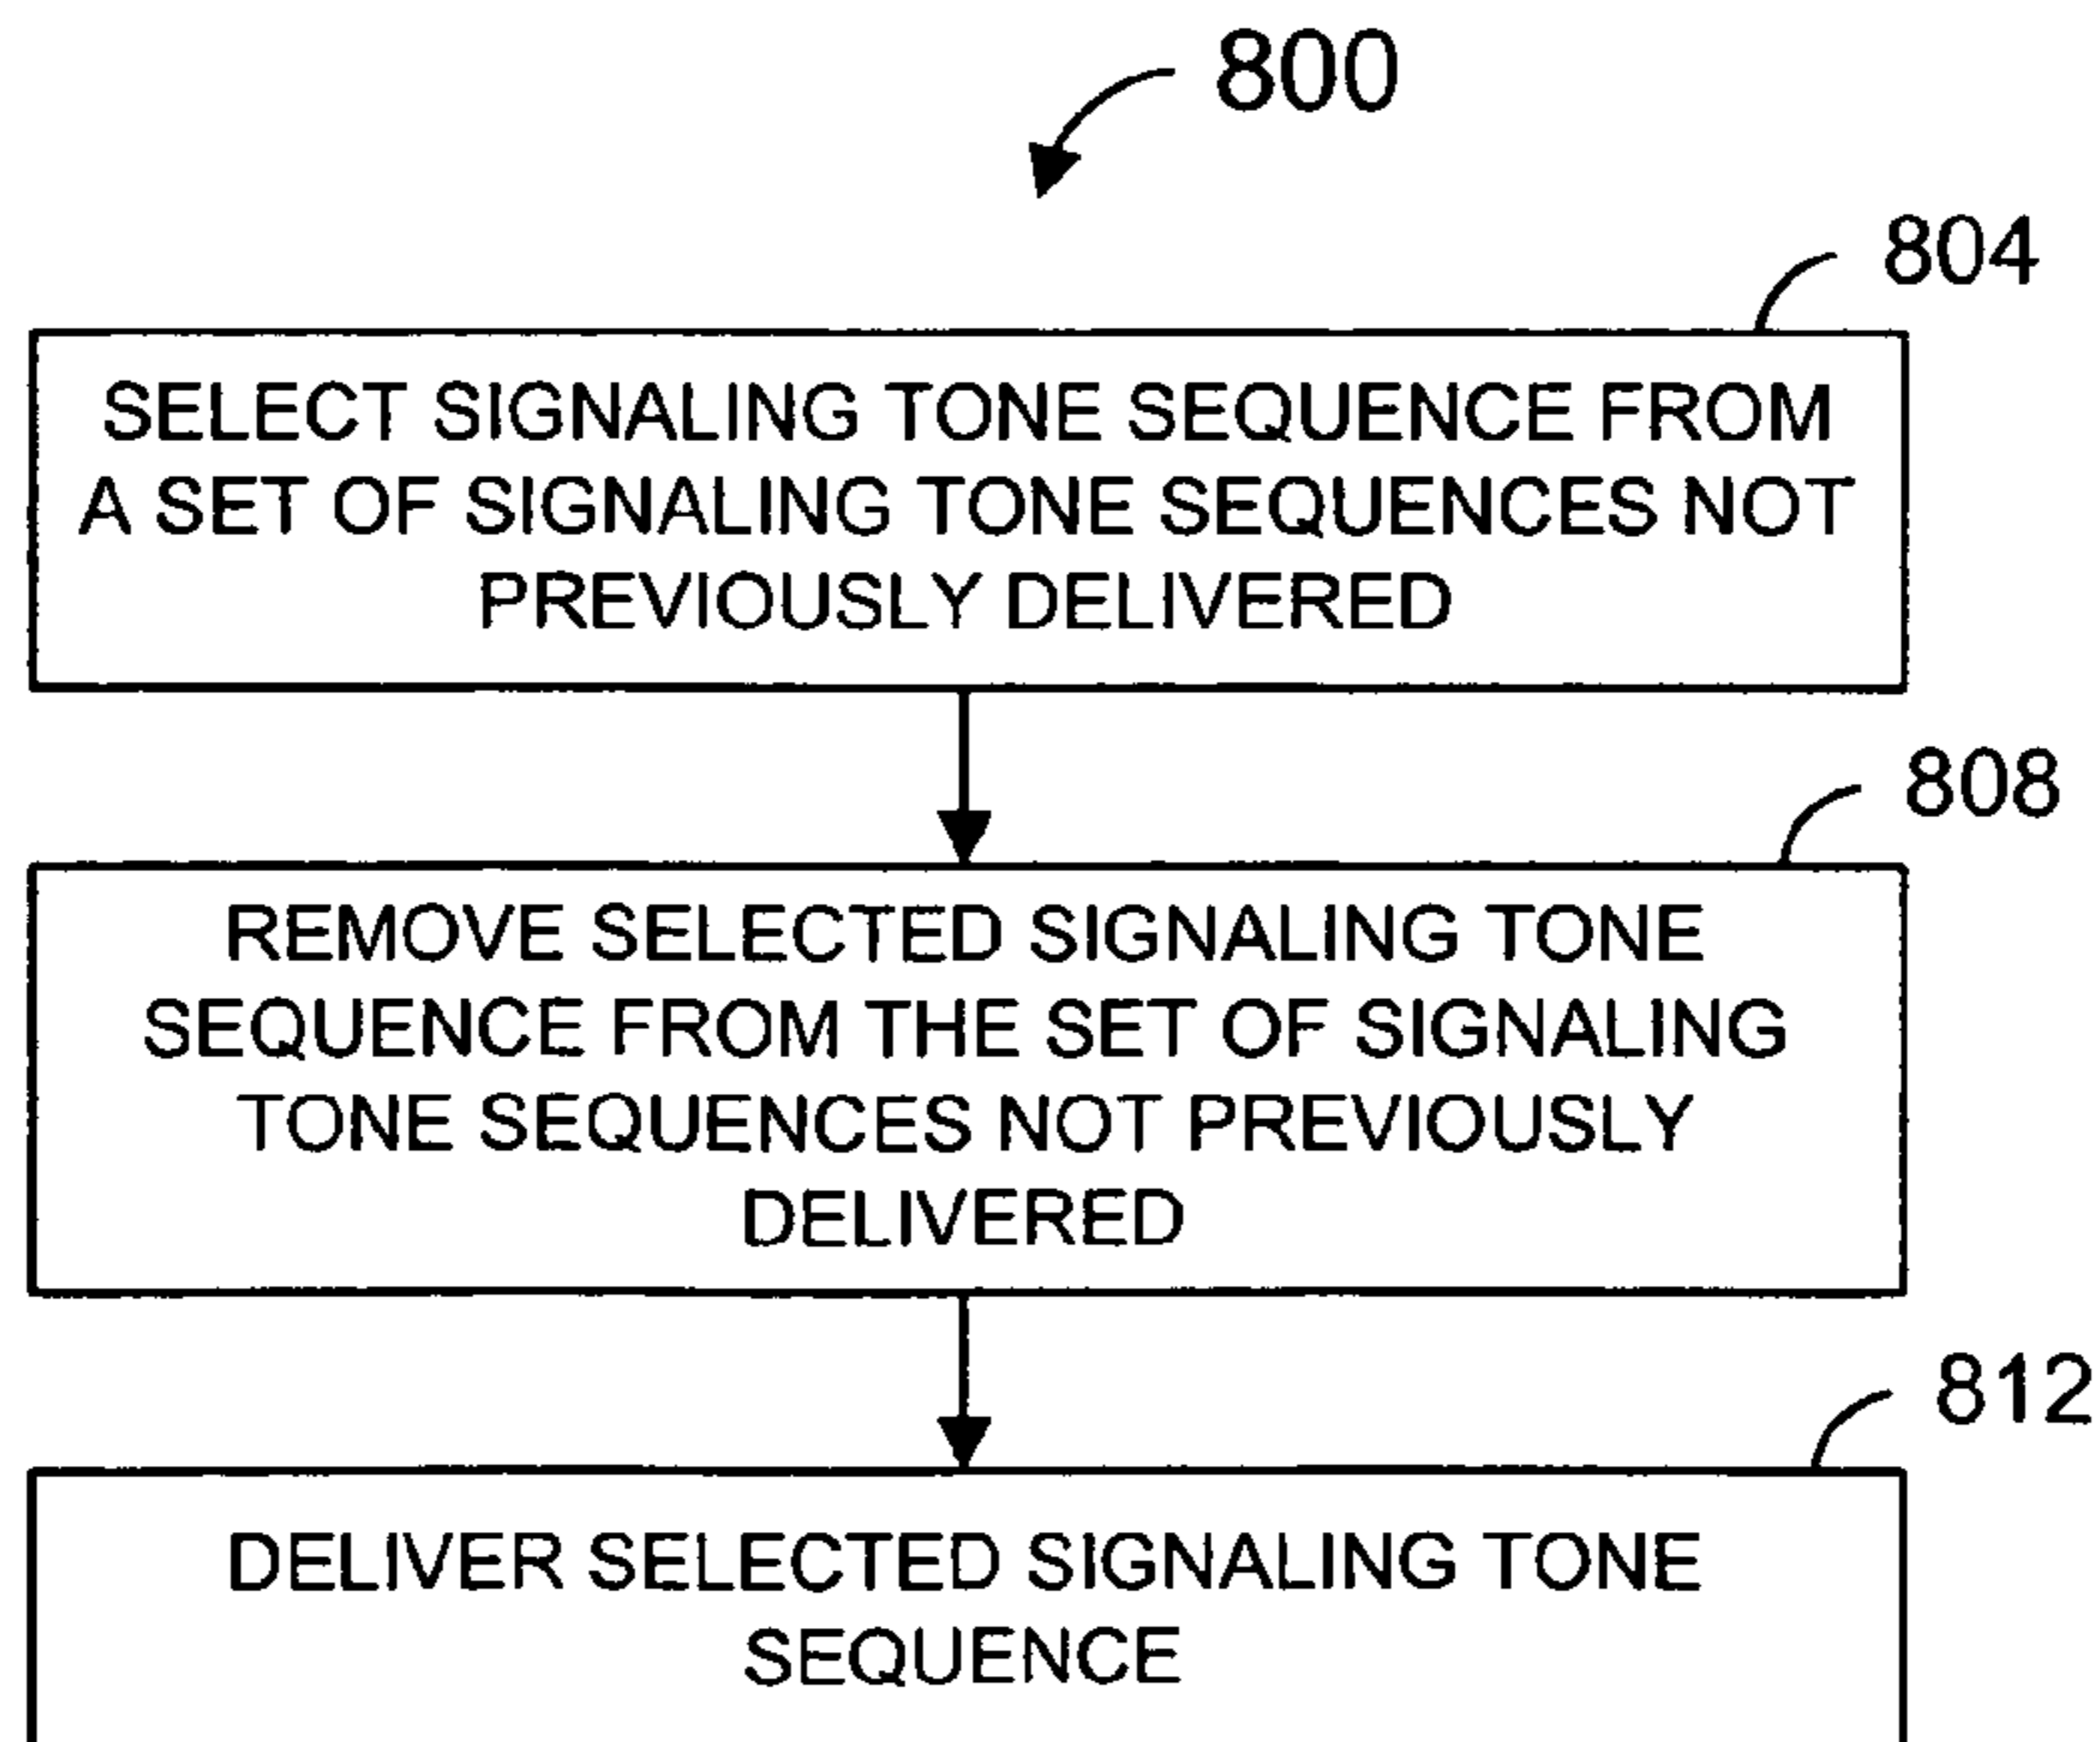 800
804
SELECT SIGNALING TONE SEQUENCE FROM
A SET OF SIGNALING TONE SEQUENCES NOT
PREVIOUSLY DELIVERED
808
REMOVE SELECTED SIGNALING TONE
SEQUENCE FROM THE SET OF SIGNALING
TONE SEQUENCES NOT PREVIOUSLY
DELIVERED
812
DELIVER SELECTED SIGNALING TONE
SEQUENCE